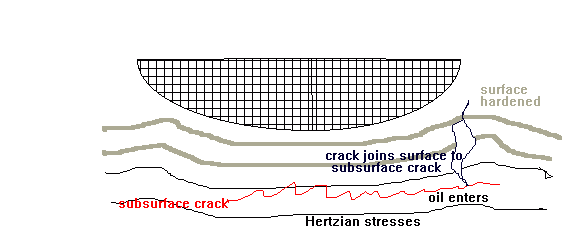 surface
hardened
crack joins surface to
subsurface crack
oil enters
subsurface crack
Hertzian stresses